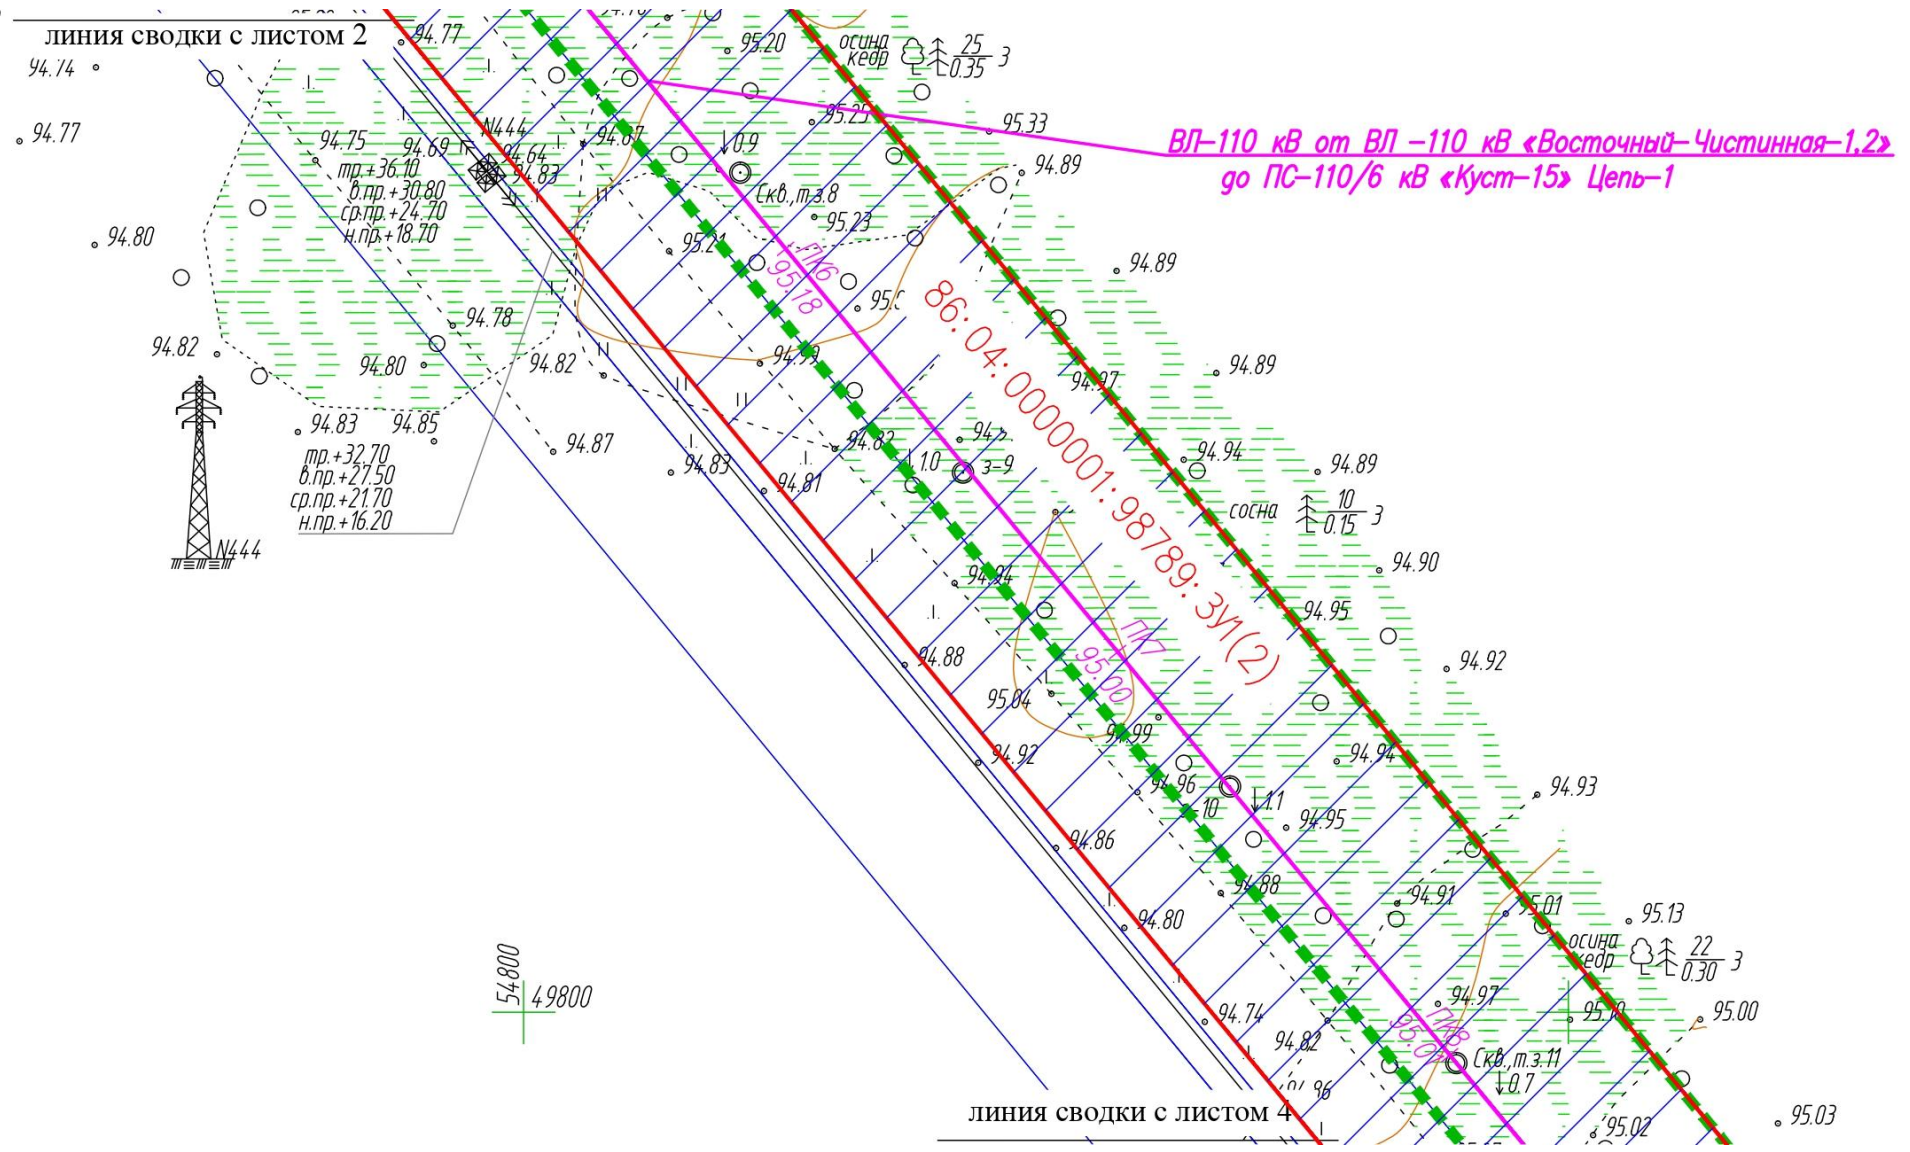 линия сводки с листом 2
94.77
95.20
осина
кедр
25
0.35
3
94.74
94.77
94.75
94.69
N444
94.64
94.83
94.87
0.9
95.25
95.33
94.89
ВЛ-110 кВ от ВЛ -110 кВ «Восточный-Чистинная-1,2»
до ПС-110/6 кВ «Куст-15» Цепь-1
тр.+36.10
в.пр.+30.80
ср.пр.+24.70
н.пр.+18.70
Скв.,т.з.8
95.23
95.21
94.80
ПК6
95.18
94.89
86:04:0000001:98789:ЗУ1(2)
94.78
94.82
94.80
94.82
94.99
94.97
94.89
94.83
94.85
94.87
94.83
94.82
1.0
з-9
94.94
94.89
тр.+32.70
в.пр.+27.50
ср.пр.+21.70
н.пр.+16.20
94.81
сосна
10
0.15
3
N444
94.94
94.90
94.95
ПК7
95.00
94.88
94.92
95.04
94.99
94.92
94.94
94.96
10
1.1
94.95
94.93
94.86
94.88
94.91
95.01
95.13
94.80
осина
кедр
22
0.30
3
54800
49800
94.97
95.00
94.74
94.82
ПК8
Скв.,т.з.11
0.7
линия сводки с листом 4
95.02
95.03